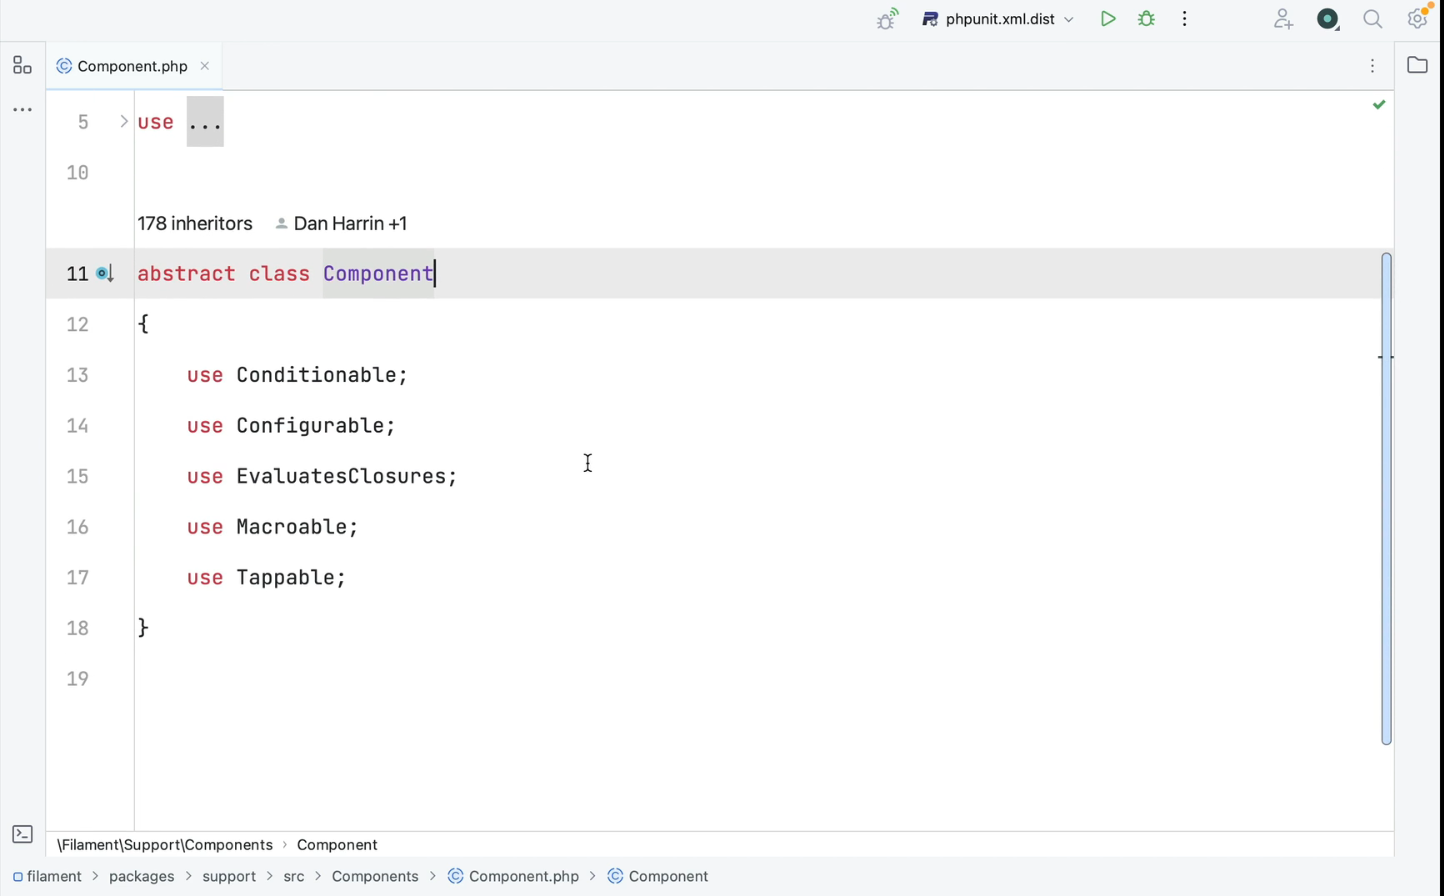 phpunit.xml.dist
Component.php
5 use ...
10
178 inheritors Dan Harrin +1
11 abstract class Component
12 {
13 use Conditionable;
14 use Configurable;
15 use EvaluatesClosures;
16 use Macroable;
17 use Tappable;
18 }
19
\Filament\Support\Components › Component
filament > packages > support > src > Components > Component.php > Component